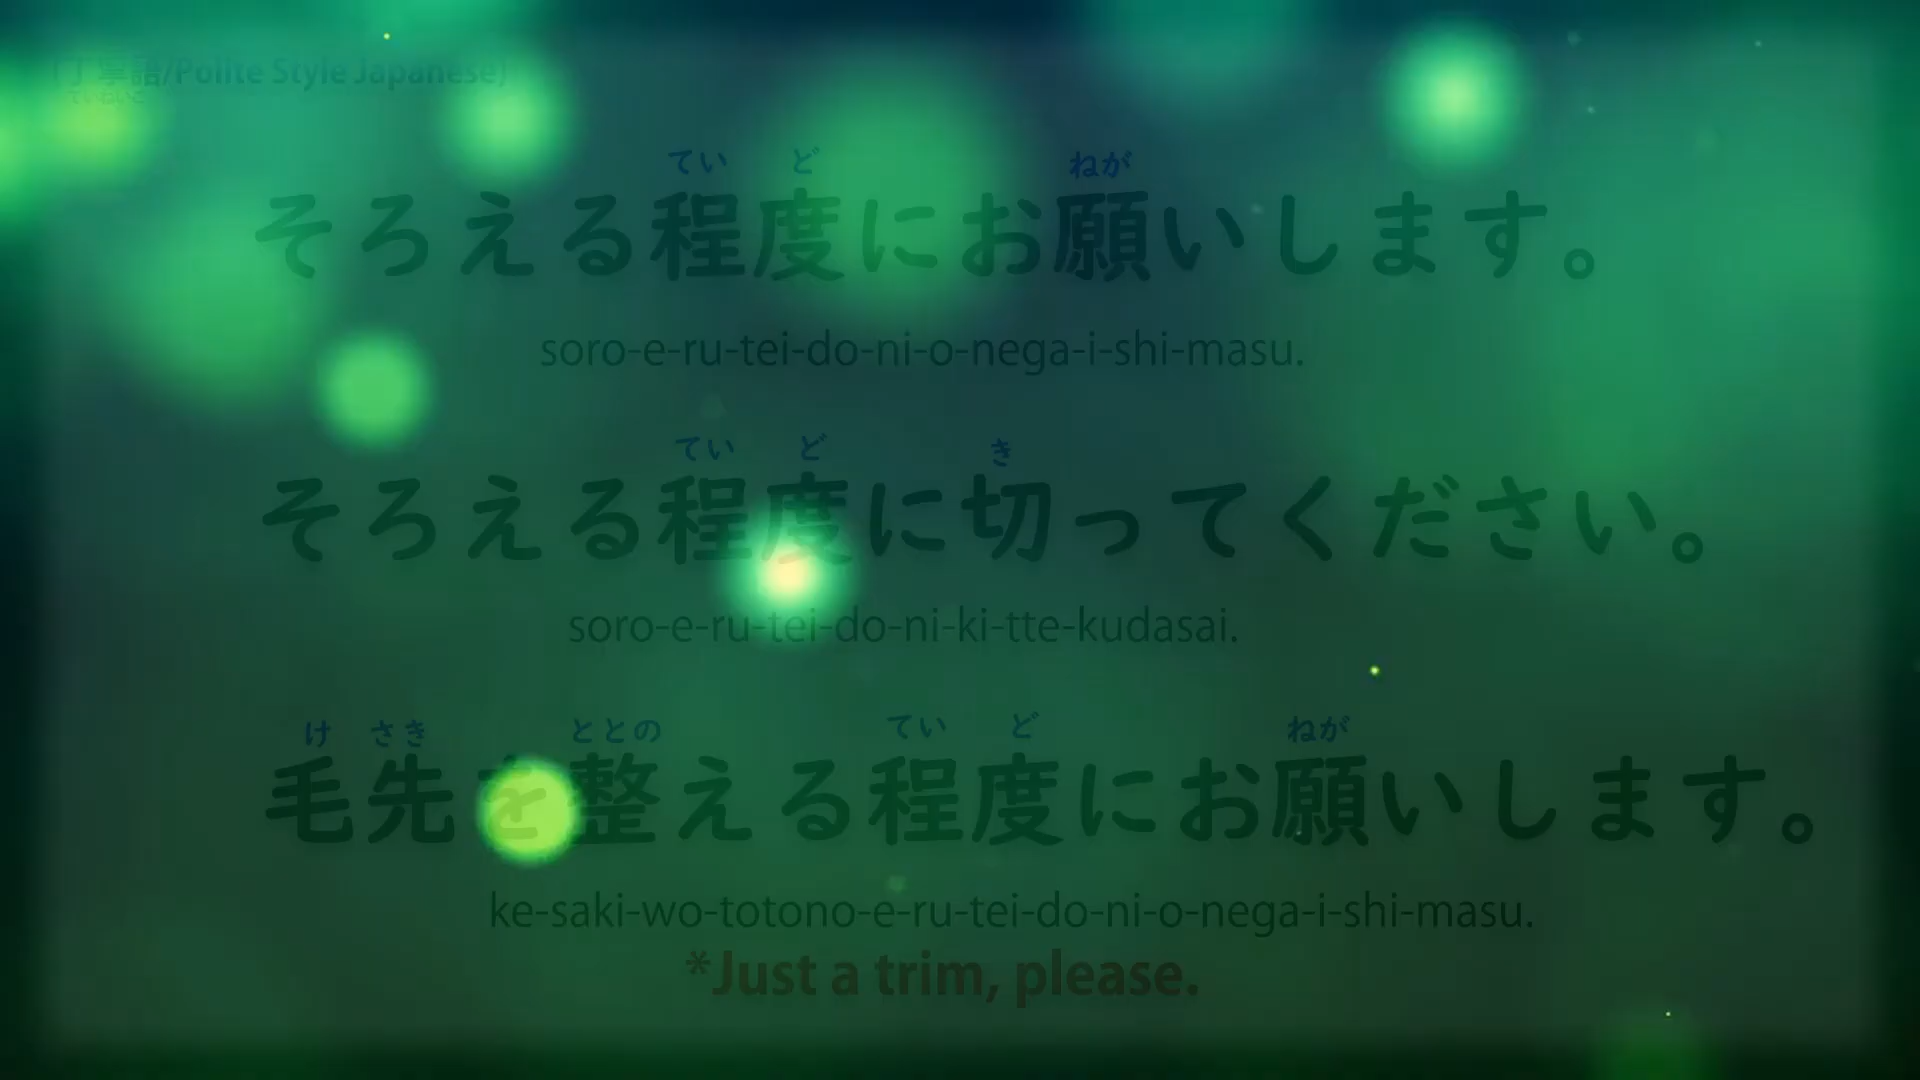 (丁寧語/Polite Style Japanese)
ていねいご
てい ど ねが
そろえる程度にお願いします。
soro-e-ru-tei-do-ni-o-nega-i-shi-masu.
てい ど き
そろえる程度に切ってください。
soro-e-ru-tei-do-ni-ki-tte-kudasai.
け さき ととの てい ど ねが
毛先を整える程度にお願いします。
ke-saki-wo-totono-e-ru-tei-do-ni-o-nega-i-shi-masu.
*Just a trim, please.